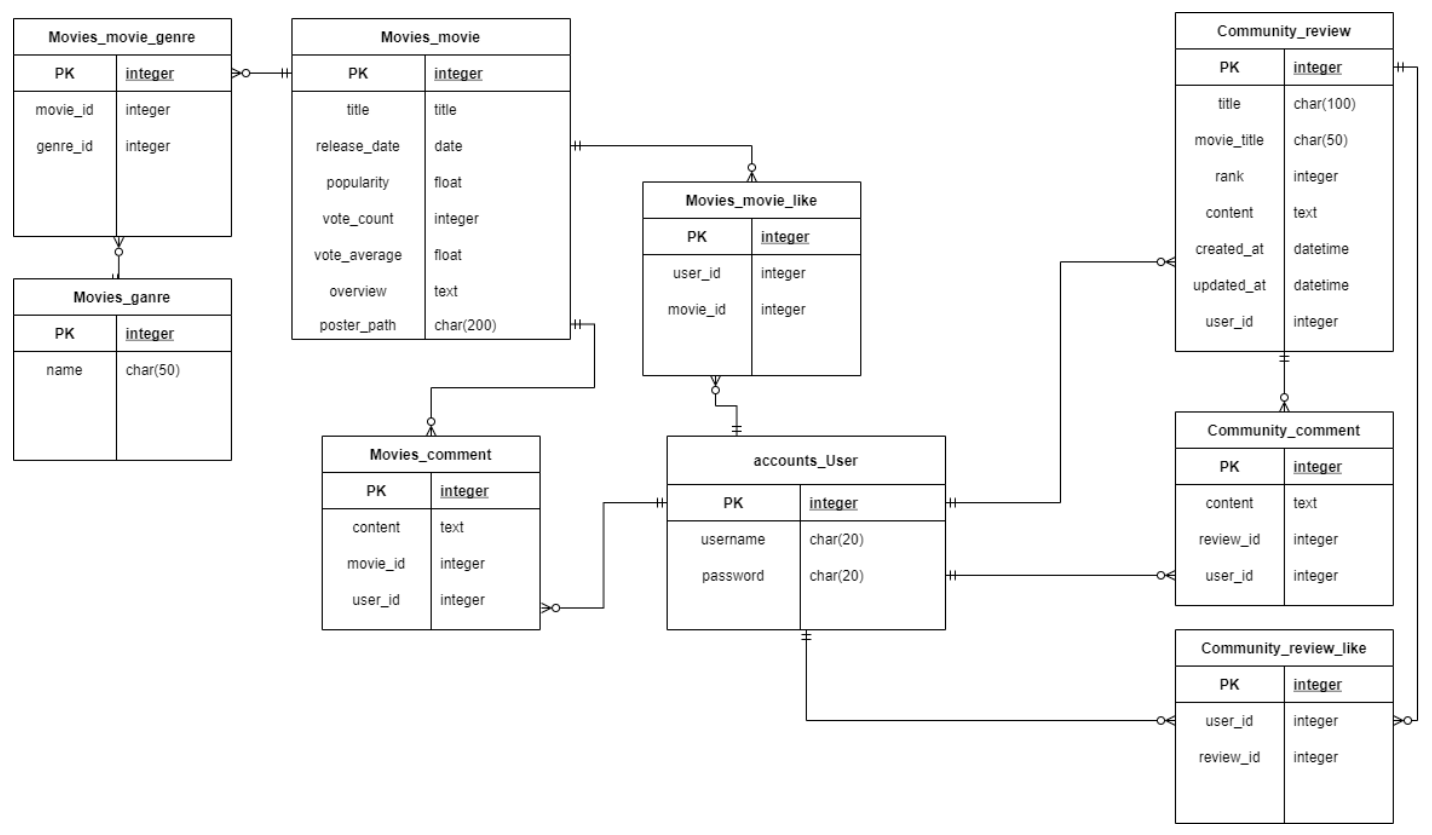 Movies_movie_genre
PK integer
movie_id integer
genre_id integer
Movies_ganre
PK integer
name char(50)
Movies_movie
PK integer
title title
release_date date
popularity float
vote_count integer
vote_average float
overview text
poster_path char(200)
Movies_movie_like
PK integer
user_id integer
movie_id integer
Movies_comment
PK integer
content text
movie_id integer
user_id integer
accounts_User
PK integer
username char(20)
password char(20)
Community_review
PK integer
title char(100)
movie_title char(50)
rank integer
content text
created_at datetime
updated_at datetime
user_id integer
Community_comment
PK integer
content text
review_id integer
user_id integer
Community_review_like
PK integer
user_id integer
review_id integer